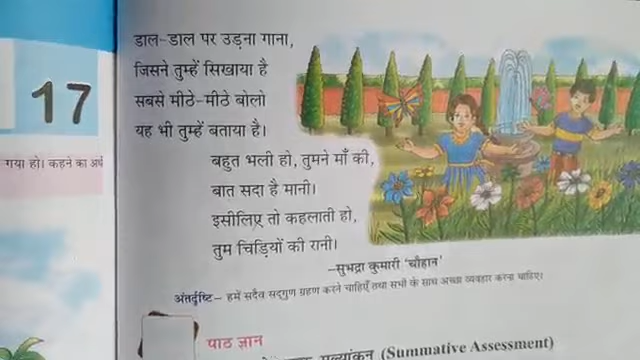 17
गया हो। कहने का अर्थ
डाल-डाल पर उड़ना गाना,
जिसने तुम्हें सिखाया है
सबसे मीठे-मीठे बोलो
यह भी तुम्हें बताया है।
बहुत भली हो, तुमने माँ की,
बात सदा है मानी।
इसीलिए तो कहलाती हो,
तुम चिड़ियों की रानी।
–सुभद्रा कुमारी 'चौहान'
अंतर्दृष्टि– हमें सदैव सद्गुण ग्रहण करने चाहिएँ तथा सभी के साथ अच्छा व्यवहार करना चाहिए।
पाठ ज्ञान
मूल्यांकन (Summative Assessment)